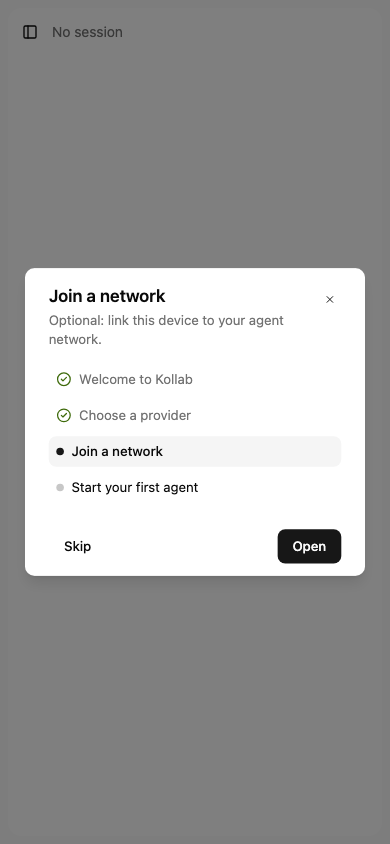 No session
Join a network
Optional: link this device to your agent
network.
Welcome to Kollab
Choose a provider
Join a network
Start your first agent
Skip
Open